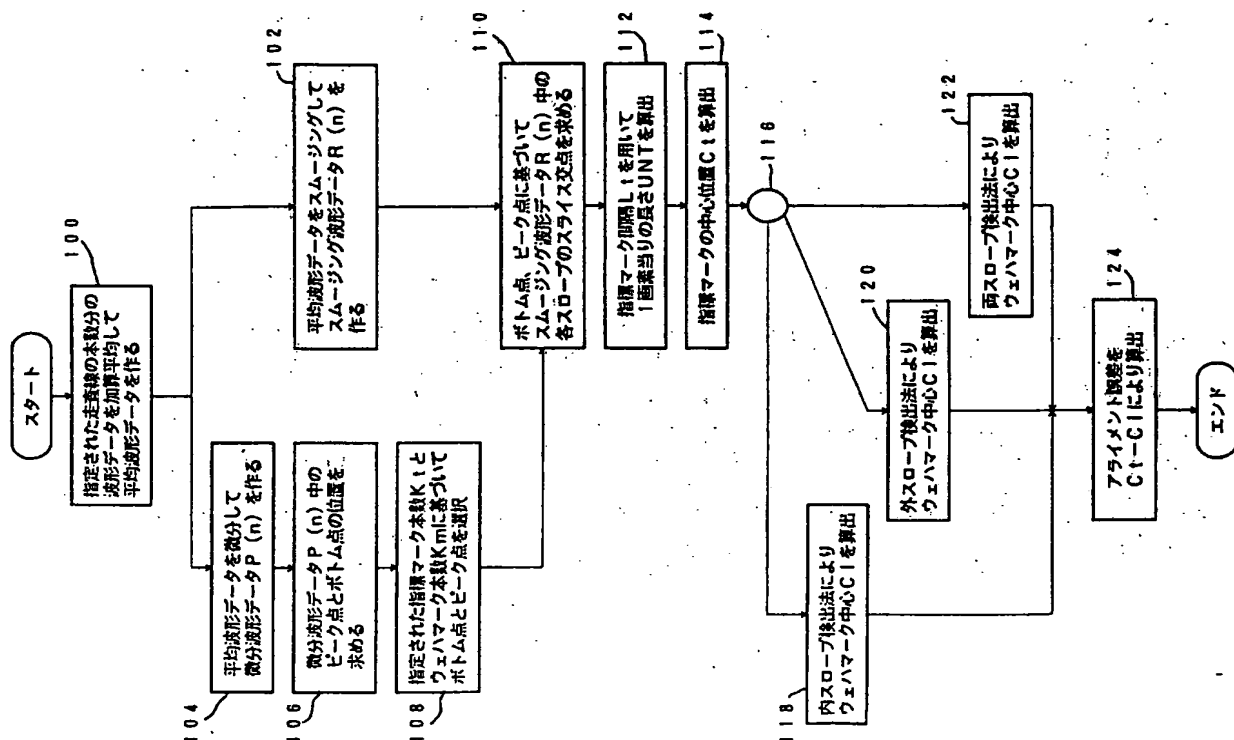 スタート
100
指定された走査線の本数分の
波形データを加算平均して
平均波形データを作る
102
平均波形データをスムージングして
スムージング波形データR(n)を
作る
104
平均波形データを微分して
微分波形データP(n)を作る
106
微分波形データP(n)中の
ピーク点とボトム点の位置を
求める
108
指定された指標マーク本数Ktと
ウェハマーク本数Kmに基づいて
ボトム点とピーク点を選択
110
ボトム点、ピーク点に基づいて
スムージング波形データR(n)中の
各スロープのスライス交点を求める
112
指標マーク間隔Ltを用いて
1画素当りの長さUNTを算出
114
指標マークの中心位置Ctを算出
116
118
内スロープ検出法により
ウェハマーク中心Clを算出
120
外スロープ検出法により
ウェハマーク中心Clを算出
122
両スロープ検出法により
ウェハマーク中心Clを算出
124
アライメント誤差を
Ct-Clにより算出
エンド